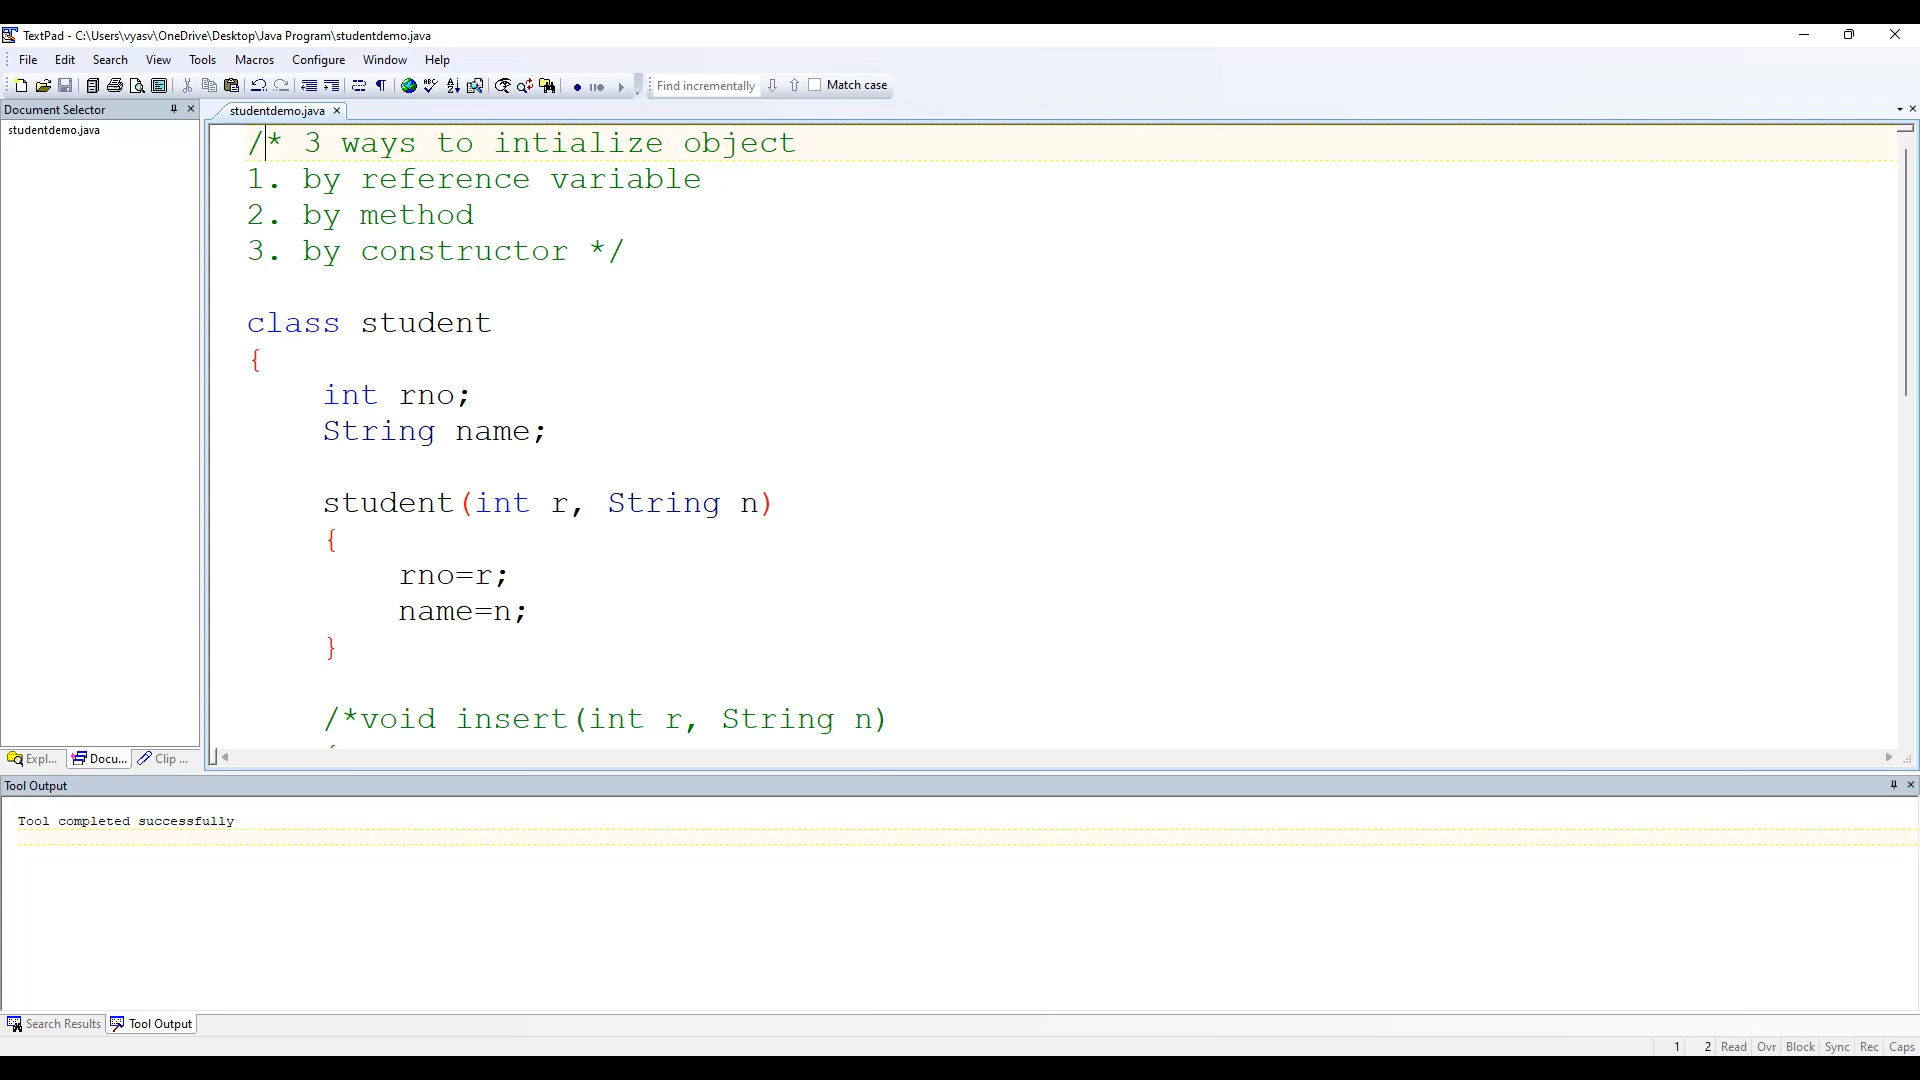 TextPad - C:\Users\vyasv\OneDrive\Desktop\Java Program\studentdemo.java
File Edit Search View Tools Macros Configure Window Help
Find incrementally Match case
Document Selector
studentdemo.java
studentdemo.java
/* 3 ways to intialize object
1. by reference variable
2. by method
3. by constructor */
class student
{
int rno;
String name;
student(int r, String n)
{
rno=r;
name=n;
}
/*void insert(int r, String n)
Expl... Docu... Clip ...
Tool Output
Tool completed successfully
Search Results Tool Output
1 2 Read Ovr Block Sync Rec Caps